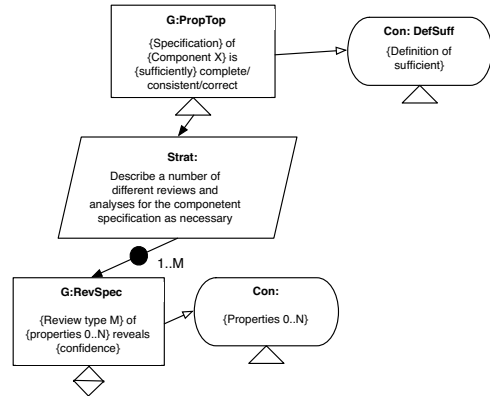 G:PropTop
{Specification} of
{Component X} is
{sufficiently} complete/
consistent/correct
Con: DefSuff
{Definition of
sufficient}
Strat:
Describe a number of
different reviews and
analyses for the componetent
specification as necessary
1..M
G:RevSpec
{Review type M} of
{properties 0..N} reveals
{confidence}
Con:
{Properties 0..N}